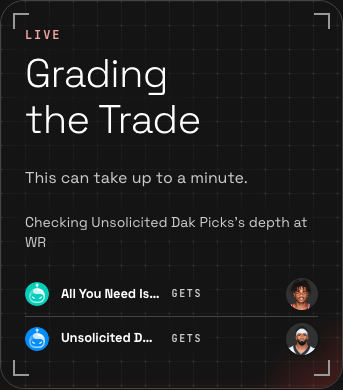 LIVE
Grading
the Trade
This can take up to a minute.
Checking Unsolicited Dak Picks's depth at
WR
All You Need Is... GETS
Unsolicited D... GETS